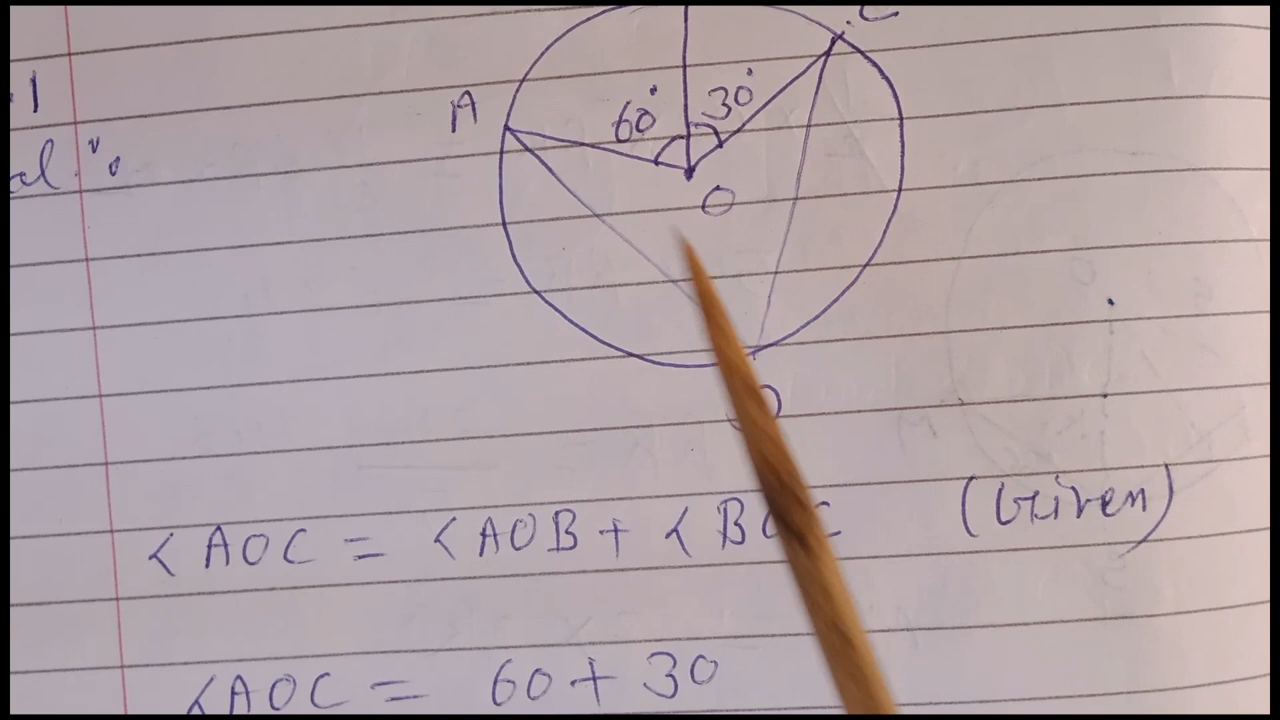 C
60° 30°
A
O
D
<AOC = <AOB + <BOC (Given)
<AOC = 60 + 30